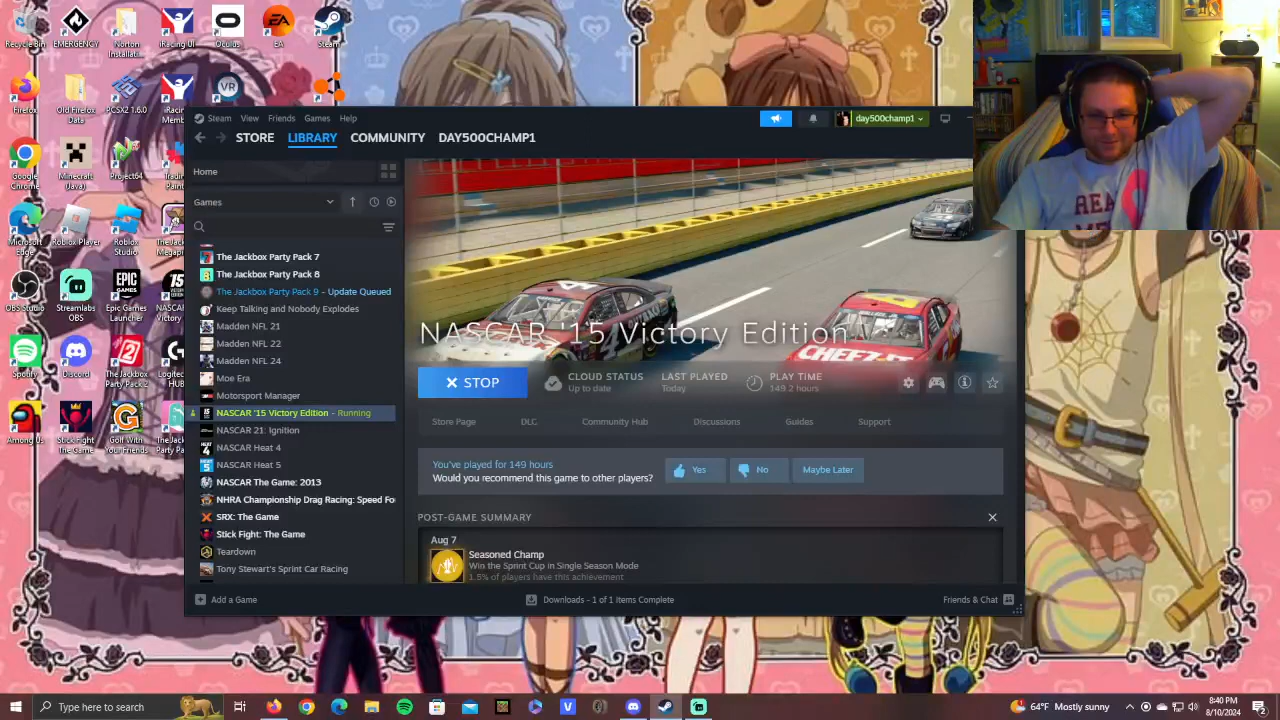 Recycle Bin
EMERGENCY
Norton
Installati...
iRacing UI
Oculus
EA
Steam
Firefox
Old Firefox
Data
PCSX2 1.6.0
VR
Google
Chrome
Minecraft
(Java)
Project64
Microsoft
Edge
Roblox Player
Roblox
Studio
OBS Studio
Streamlabs
OBS
Epic Games
Launcher
Spotify
Discord
The Jackbox
Party Pack 2
Among Us
Stick Fight
The Game
Golf With
Your Friends
Steam View Friends Games Help
day500champ1
STORE LIBRARY COMMUNITY DAY500CHAMP1
Home
Games
The Jackbox Party Pack 7
The Jackbox Party Pack 8
The Jackbox Party Pack 9 - Update Queued
Keep Talking and Nobody Explodes
Madden NFL 21
Madden NFL 22
Madden NFL 24
Moe Era
Motorsport Manager
NASCAR '15 Victory Edition - Running
NASCAR 21: Ignition
NASCAR Heat 4
NASCAR Heat 5
NASCAR The Game: 2013
NHRA Championship Drag Racing: Speed Fo
SRX: The Game
Stick Fight: The Game
Teardown
Tony Stewart's Sprint Car Racing
Add a Game
CHEEZ-IT
NASCAR '15 Victory Edition
STOP
CLOUD STATUS
Up to date
LAST PLAYED
Today
PLAY TIME
149.2 hours
Store Page DLC Community Hub Discussions Guides Support
You've played for 149 hours
Would you recommend this game to other players?
Yes No Maybe Later
POST-GAME SUMMARY
Aug 7
Seasoned Champ
Win the Sprint Cup in Single Season Mode
1.5% of players have this achievement
Downloads - 1 of 1 Items Complete
Friends & Chat
Type here to search
64°F Mostly sunny
8:40 PM
8/10/2024
2